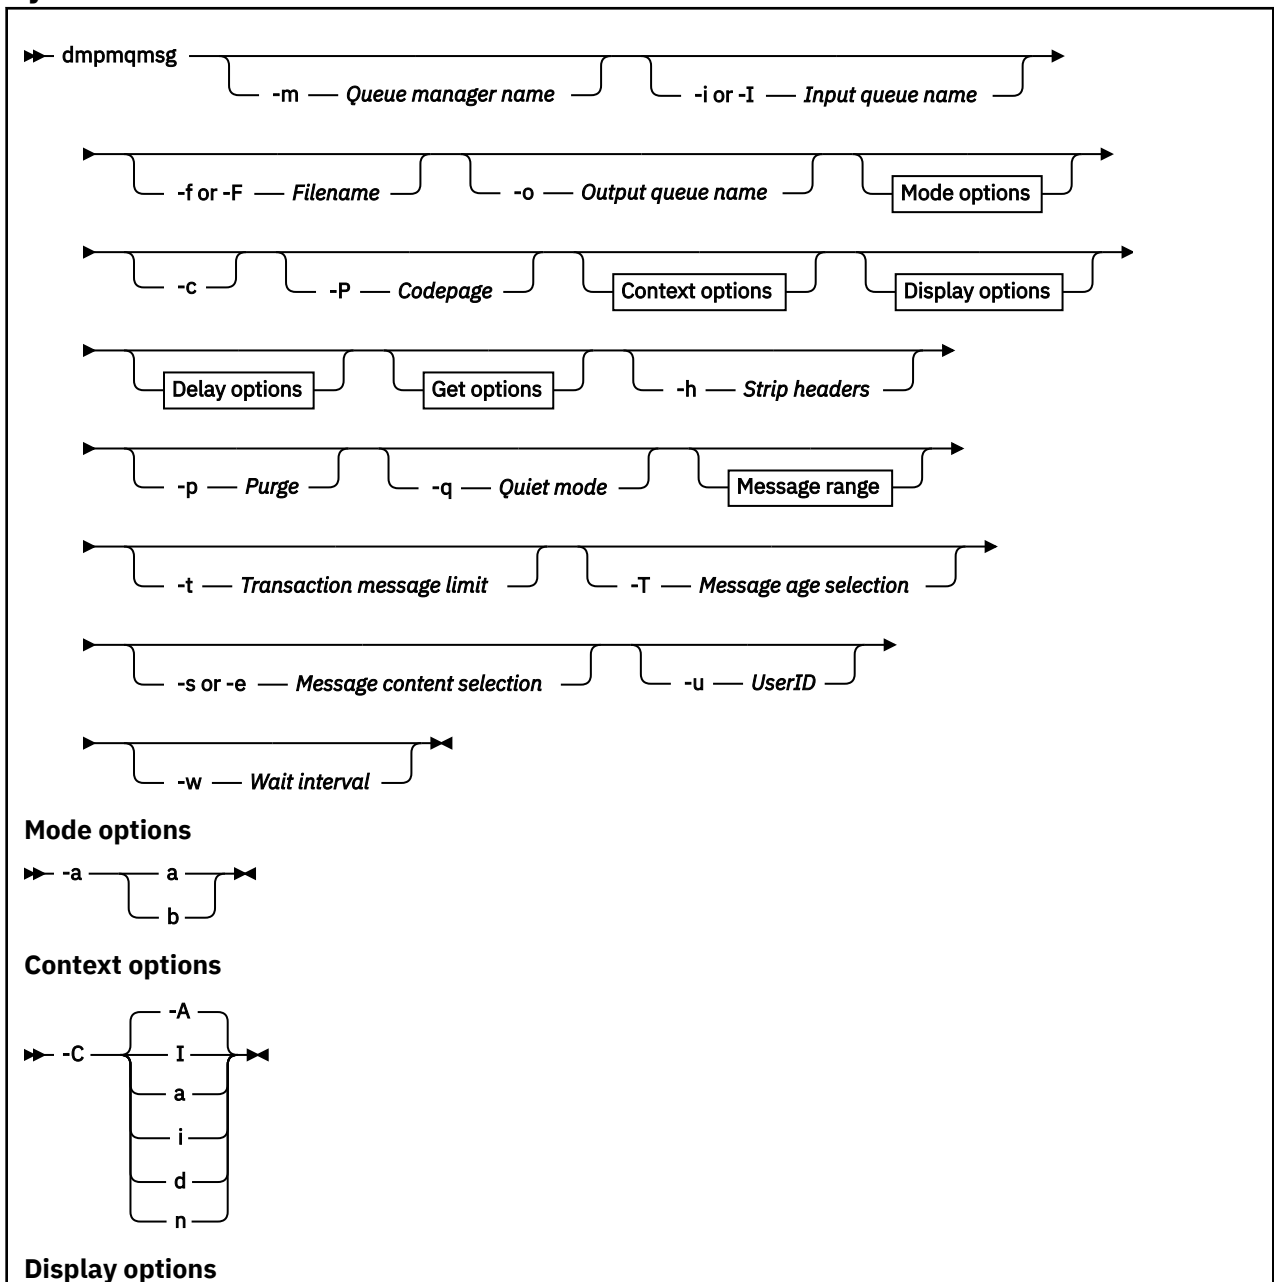 dmpmqmsg
-m Queue manager name -i or -I Input queue name
-f or -F Filename -o Output queue name Mode options
-c -P Codepage Context options Display options
Delay options Get options -h Strip headers
-p Purge -q Quiet mode Message range
-t Transaction message limit -T Message age selection
-s or -e Message content selection -u UserID
-w Wait interval
Mode options
-a a
b
Context options
-A
-C I
a
i
d
n
Display options